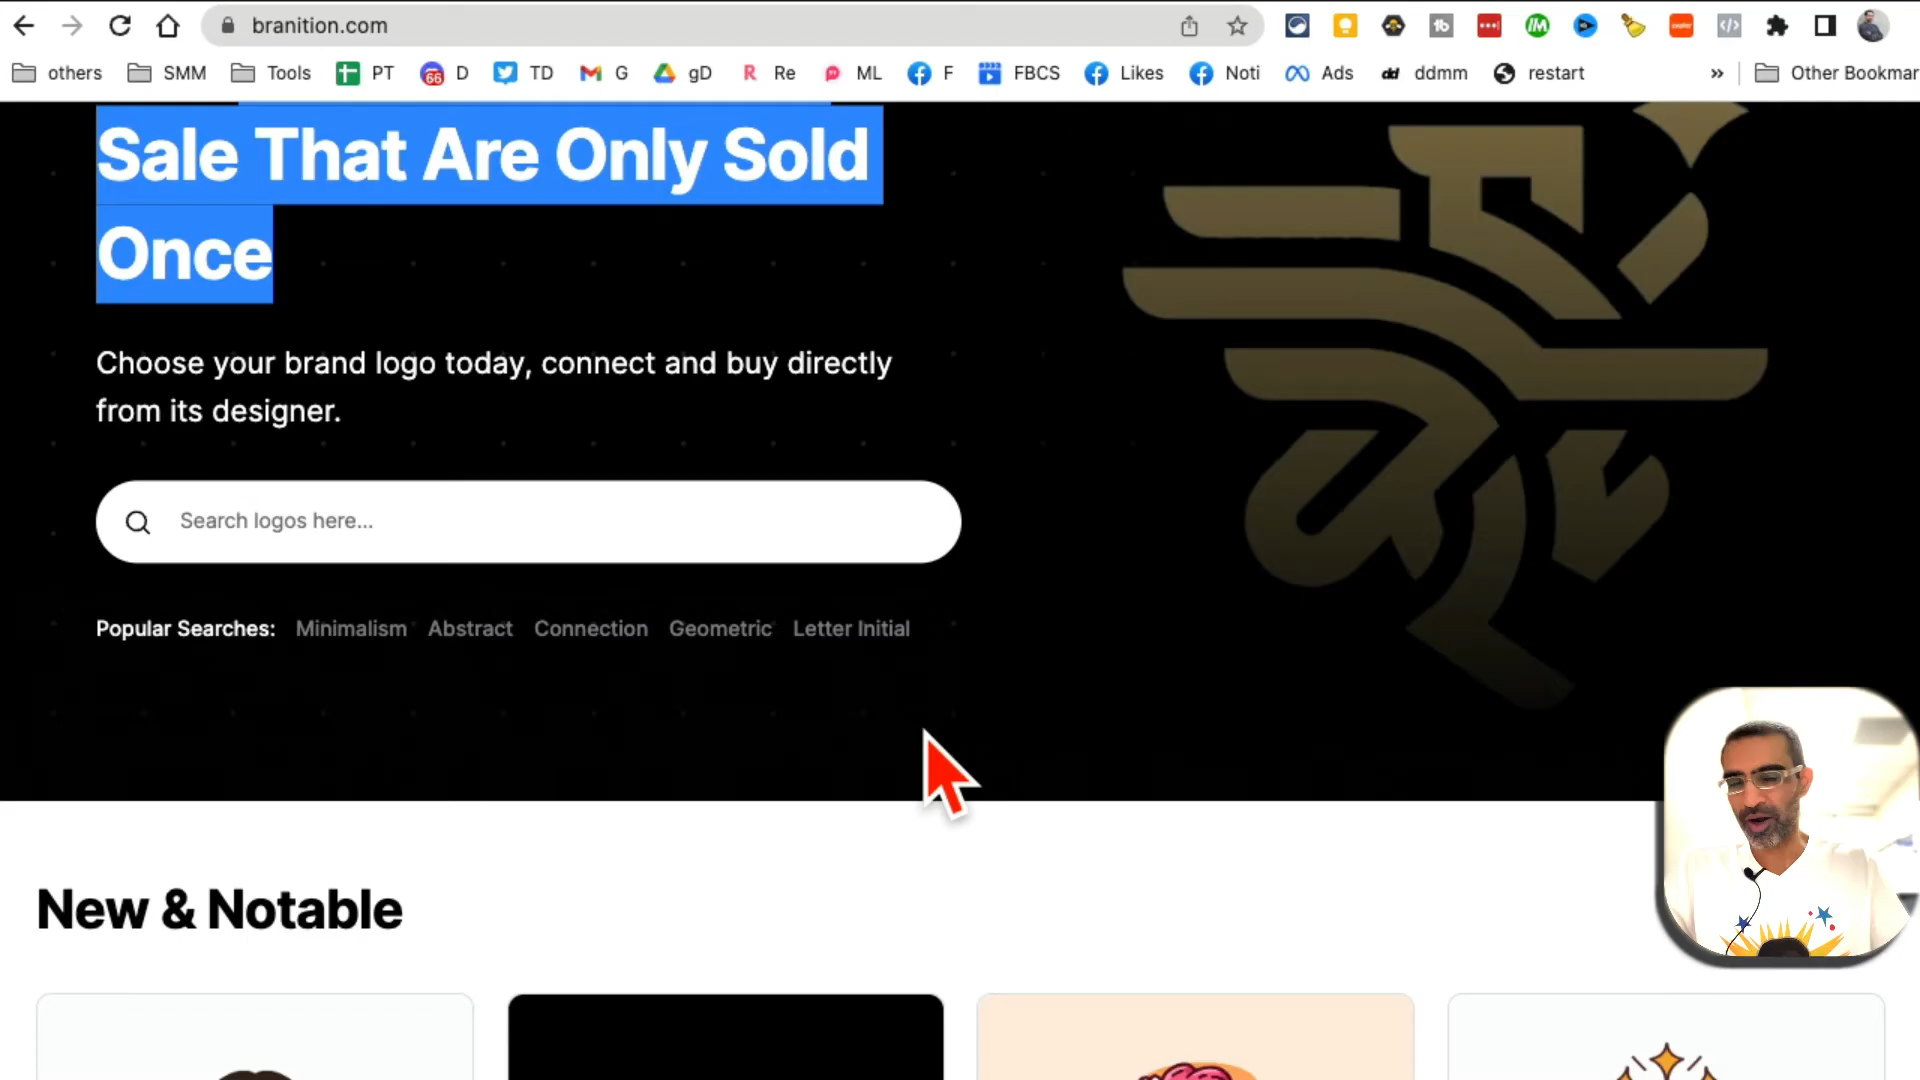 branition.com
others SMM Tools PT D TD G gD Re ML F FBCS Likes Noti Ads ddmm restart » Other Bookmar
Sale That Are Only Sold
Once
Choose your brand logo today, connect and buy directly
from its designer.
Search logos here...
Popular Searches: Minimalism Abstract Connection Geometric Letter Initial
New & Notable